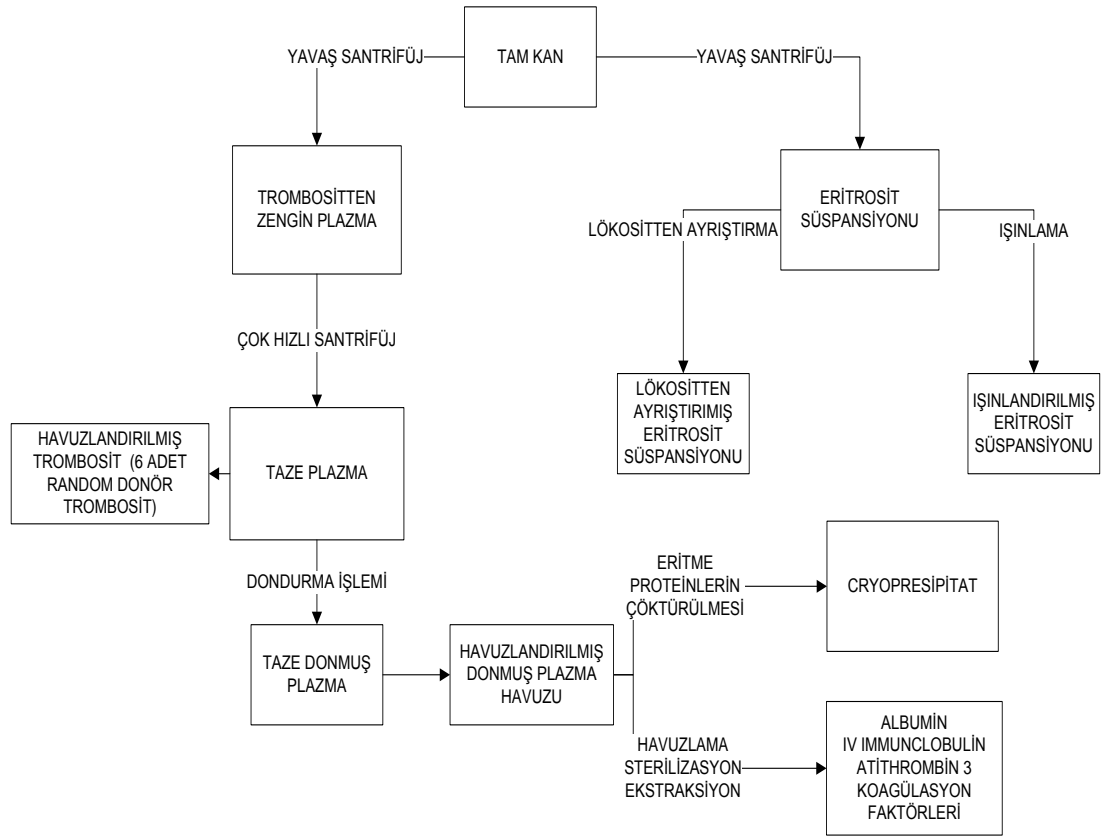 YAVAŞ SANTRİFÜJ
TAM KAN
YAVAŞ SANTRİFÜJ
TROMBOSİTTEN
ZENGİN PLAZMA
ERİTROSİT
SÜSPANSİYONU
LÖKOSİTTEN AYRIŞTIRMA
IŞINLAMA
ÇOK HIZLI SANTRİFÜJ
LÖKOSİTTEN
AYRIŞTIRIMIŞ
ERİTROSİT
SÜSPANSİYONU
IŞINLANDIRILMIŞ
ERİTROSİT
SÜSPANSİYONU
HAVUZLANDIRILMIŞ
TROMBOSİT (6 ADET
RANDOM DONÖR
TROMBOSİT)
TAZE PLAZMA
DONDURMA İŞLEMİ
ERİTME
PROTEİNLERİN
ÇÖKTÜRÜLMESİ
CRYOPRESİPİTAT
TAZE DONMUŞ
PLAZMA
HAVUZLANDIRILMIŞ
DONMUŞ PLAZMA
HAVUZU
HAVUZLAMA
STERİLİZASYON
EKSTRAKSİYON
ALBUMİN
IV IMMUNCLOBULİN
ATİTHROMBİN 3
KOAGÜLASYON
FAKTÖRLERİ